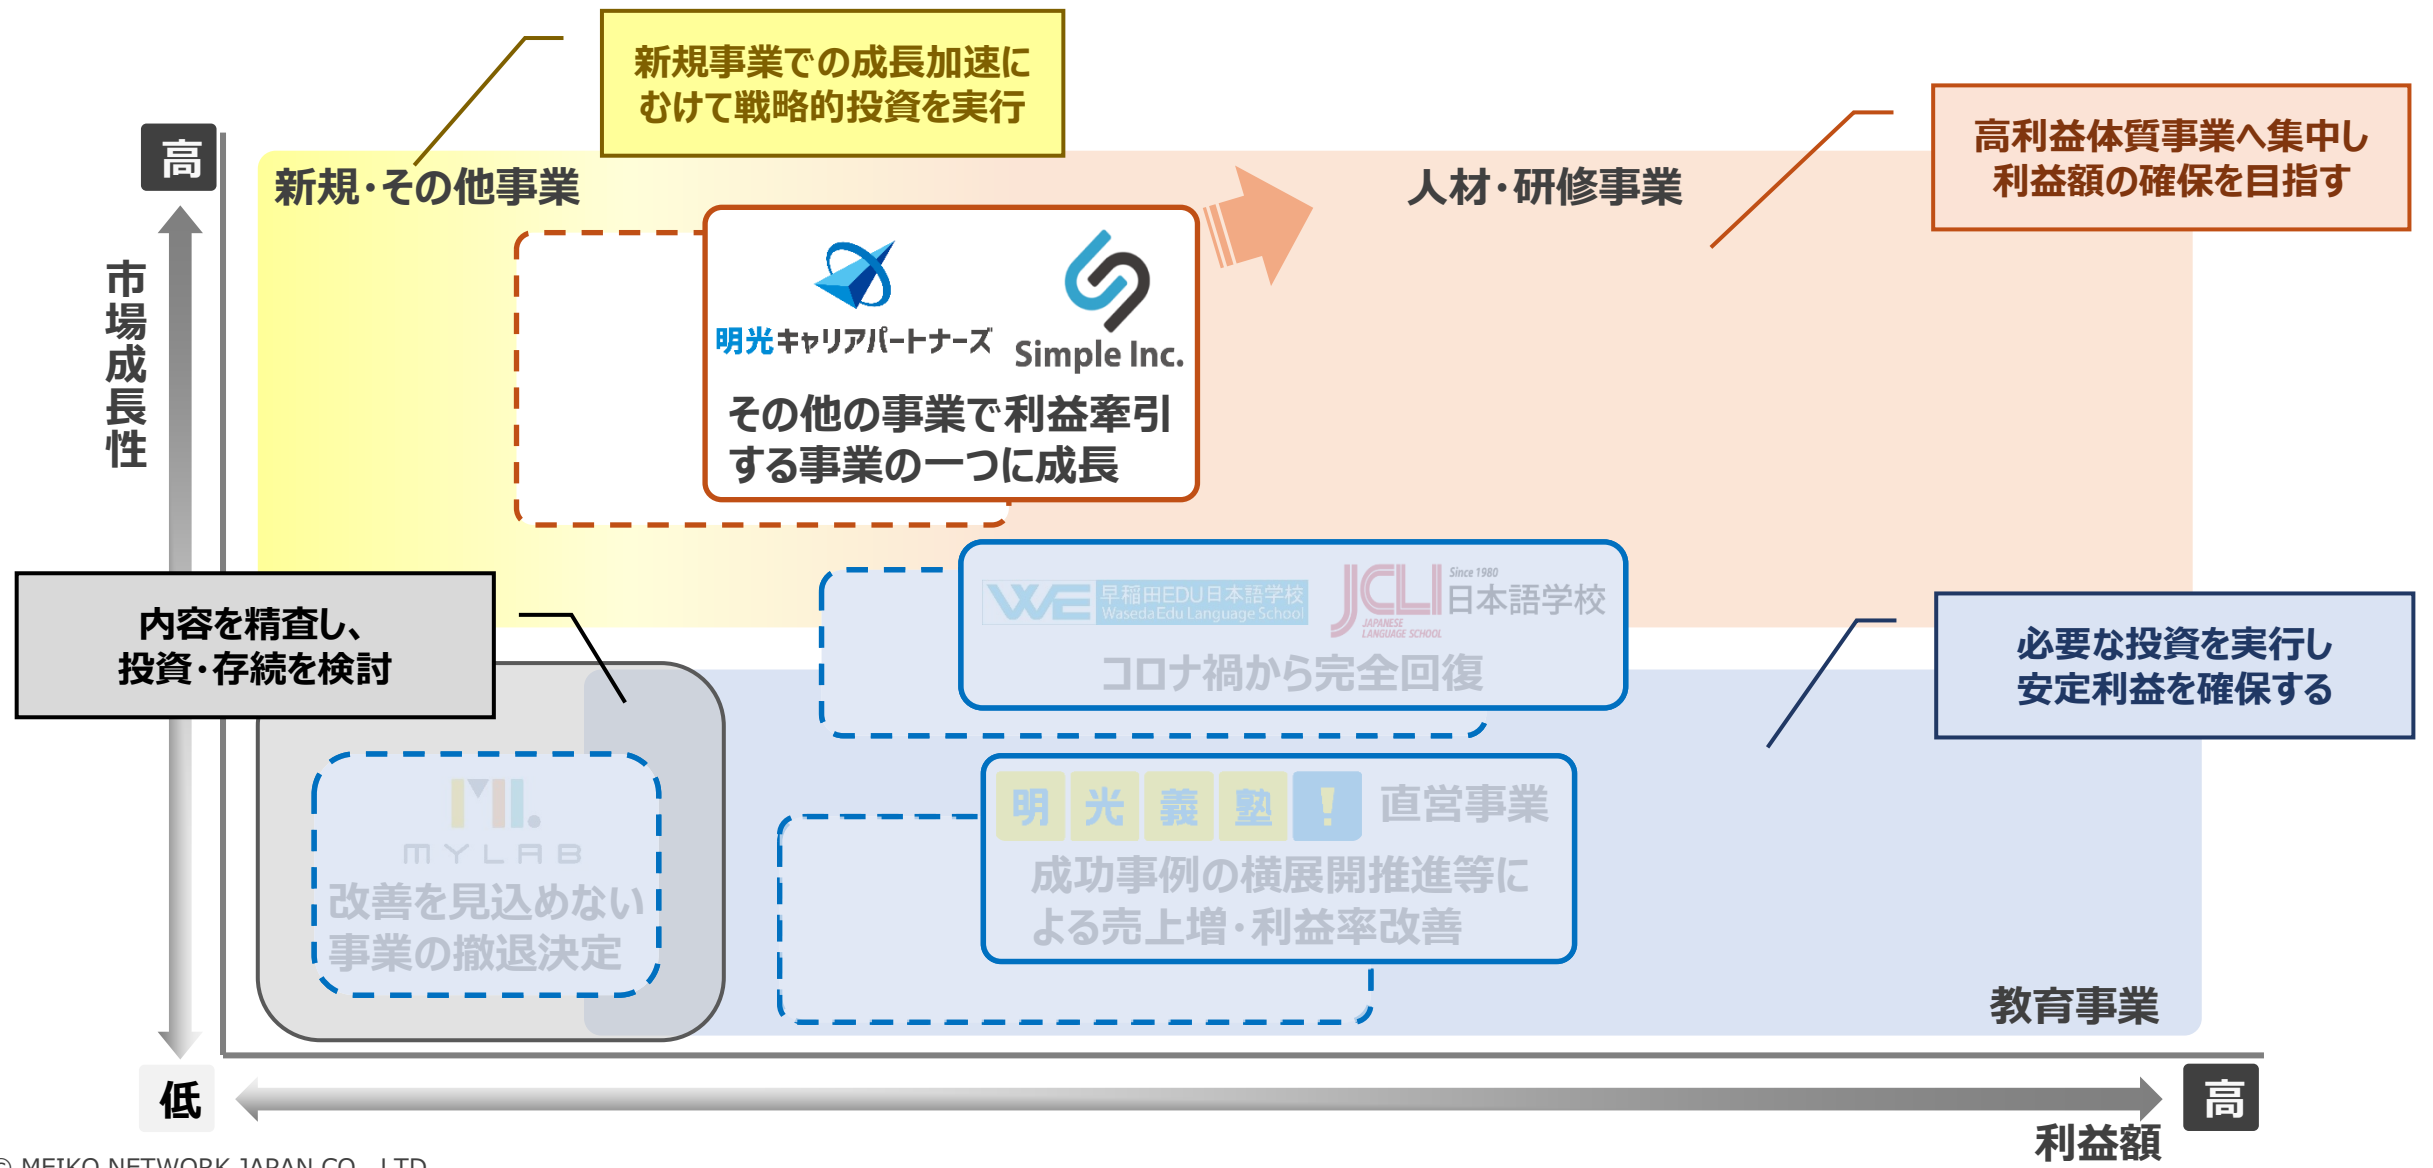 新規事業での成長加速に
むけて戦略的投資を実行
高利益体質事業へ集中し
利益額の確保を目指す
高
新規・その他事業
人材・研修事業
市場成長性
明光キャリアパートナーズ
Simple Inc.
その他の事業で利益牽引
する事業の一つに成長
WE
早稲田EDU日本語学校
Waseda Edu Language School
JCLI
Since 1980
日本語学校
JAPANESE
LANGUAGE SCHOOL
コロナ禍から完全回復
内容を精査し、
投資・存続を検討
必要な投資を実行し
安定利益を確保する
MYLAB
改善を見込めない
事業の撤退決定
明光義塾! 直営事業
成功事例の横展開推進等に
よる売上増・利益率改善
教育事業
低
高
利益額
© MEIKO NETWORK JAPAN CO., LTD.